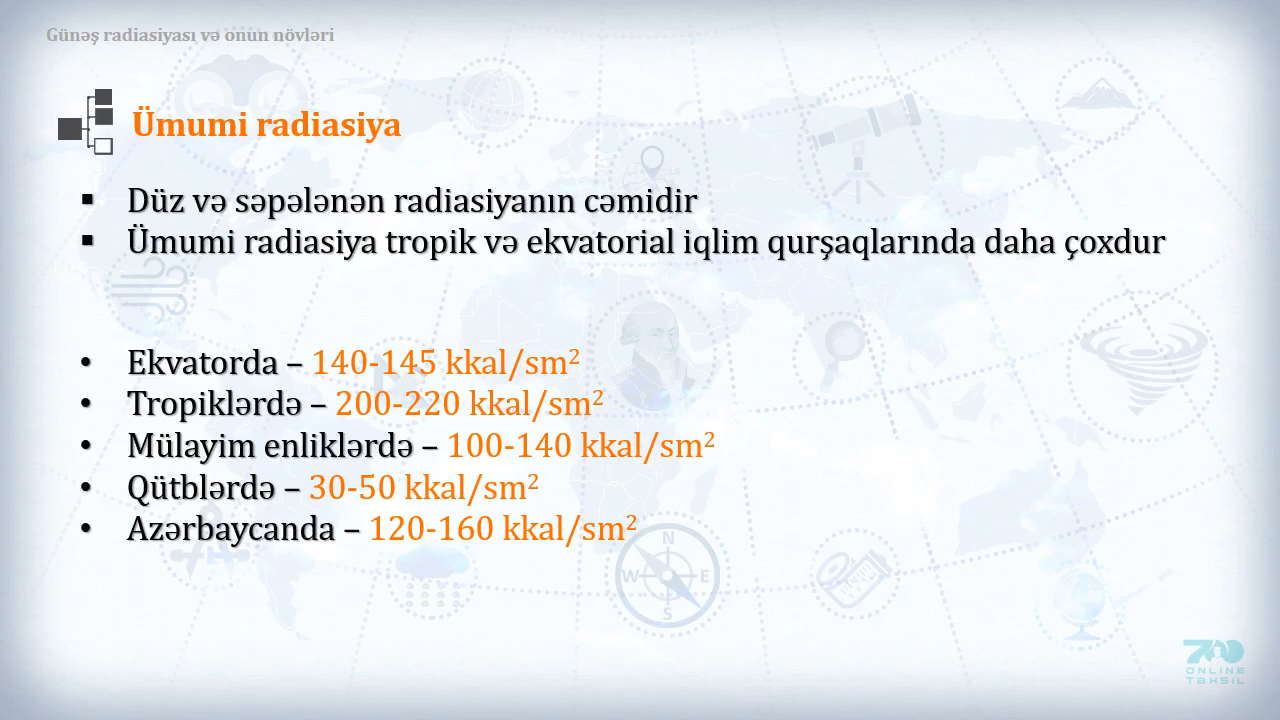 Günəş radiasiyası və onun növləri
Ümumi radiasiya
▪ Düz və səpələnən radiasiyanın cəmidir
▪ Ümumi radiasiya tropik və ekvatorial iqlim qurşaqlarında daha çoxdur
• Ekvatorda – 140-145 kkal/sm²
• Tropiklərdə – 200-220 kkal/sm²
• Mülayim enliklərdə – 100-140 kkal/sm²
• Qütblərdə – 30-50 kkal/sm²
• Azərbaycanda – 120-160 kkal/sm²
N
W E
S
700
ONLINE
TƏHSİL